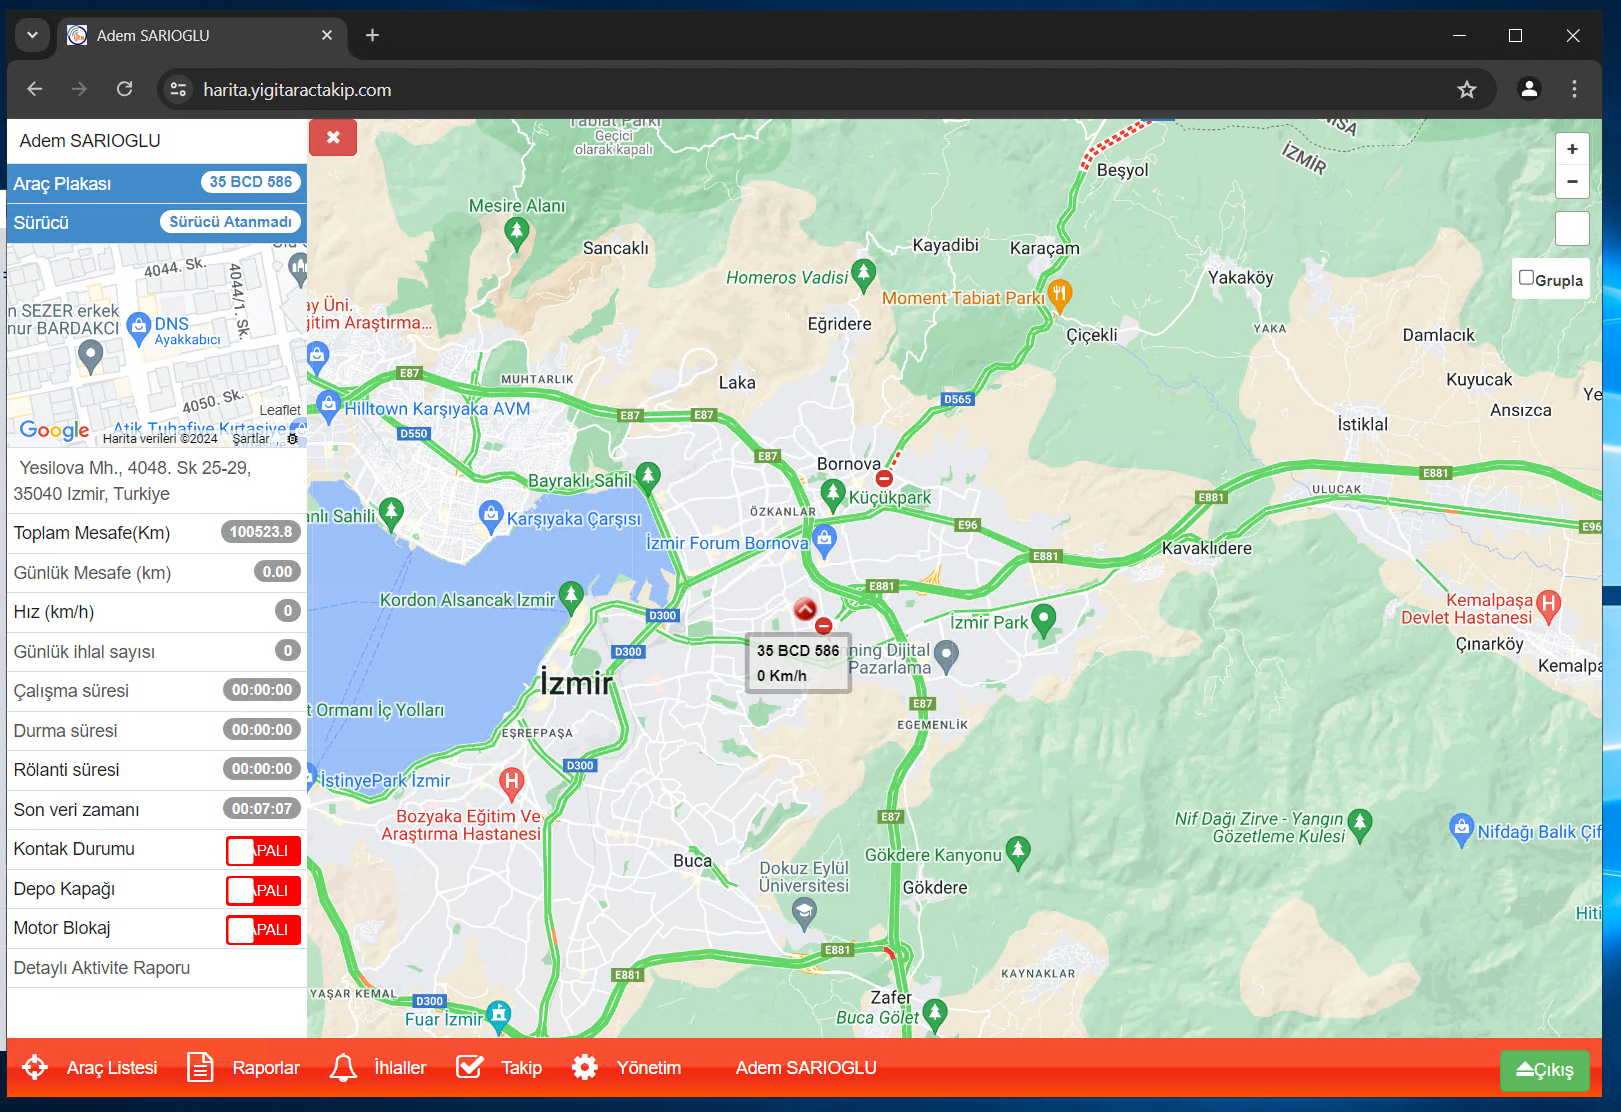 Adem SARIOGLU
harita.yigitaractakip.com
Adem SARIOGLU
Araç Plakası 35 BCD 586
Sürücü Sürücü Atanmadı
4044. Sk.
4044/1. Sk.
n SEZER erkek
nur BARDAKCI
DNS
Ayakkabıcı
4050. Sk.
Leaflet
Atik Tuhafiye Kırtasiye
Google Harita verileri ©2024 Şartlar
Yesilova Mh., 4048. Sk 25-29,
35040 Izmir, Turkiye
Toplam Mesafe(Km) 100523.8
Günlük Mesafe (km) 0.00
Hız (km/h) 0
Günlük ihlal sayısı 0
Çalışma süresi 00:00:00
Durma süresi 00:00:00
Rölanti süresi 00:00:00
Son veri zamanı 00:07:07
Kontak Durumu APALI
Depo Kapağı APALI
Motor Blokaj APALI
Detaylı Aktivite Raporu
Tabiat Parkı
Geçici
olarak kapalı
NISA
İZMİR
Beşyol
+
−
Mesire Alanı
Sancaklı
Kayadibi
Karaçam
Homeros Vadisi
Yakaköy
Grupla
Moment Tabiat Parkı
ay Üni.
ğitim Araştırma...
Eğridere
Çiçekli
YAKA
Damlacık
E87
MUHTARLIK
Laka
Kuyucak
Ye
D565
Hilltown Karşıyaka AVM
E87
E87
Ansızca
D550
İstiklal
E87
Bornova
E881
Bayraklı Sahil
Küçükpark
E881
ULUCAK
anlı Sahili
Karşıyaka Çarşısı
ÖZKANLAR
E96
E96
İzmir Forum Bornova
E881
Kavaklıdere
E881
Kordon Alsancak Izmir
D300
Kemalpaşa
Devlet Hastanesi
İzmir Park
35 BCD 586
0 Km/h
D300
ning Dijital
Pazarlama
Çınarköy
Kemalpa
İzmir
t Ormanı İç Yolları
E87
EGEMENLİK
EŞREFPAŞA
D300
İstinyePark İzmir
Bozyaka Eğitim Ve
Araştırma Hastanesi
E87
Nif Dağı Zirve - Yangın
Gözetleme Kulesi
Nifdağı Balık Çif
Buca
Gökdere Kanyonu
Dokuz Eylül
Üniversitesi
Gökdere
Hiti
E881
E881
KAYNAKLAR
YAŞAR KEMAL
D300
Zafer
Fuar İzmir
Buca Gölet
Araç Listesi Raporlar İhlaller Takip Yönetim Adem SARIOGLU Çıkış